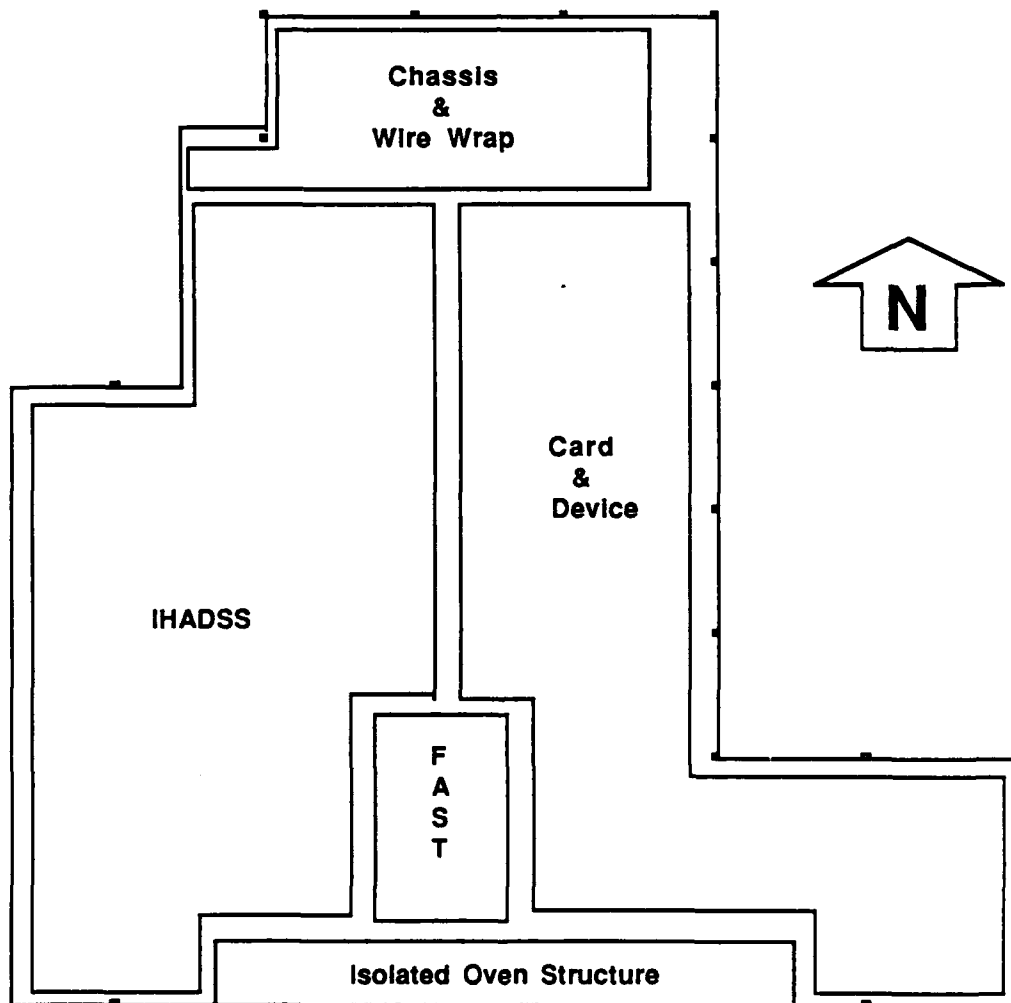 Chassis
&
Wire Wrap
N
Card
&
Device
IHADSS
F
A
S
T
Isolated Oven Structure